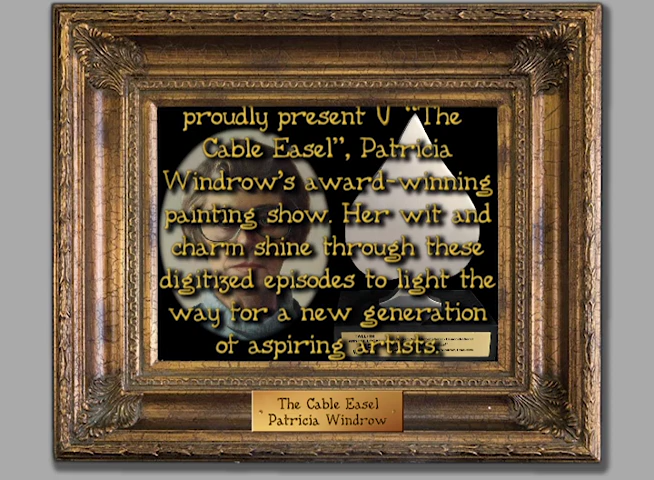 proudly present "The
Cable Easel", Patricia
Windrow's award-winning
painting show. Her wit and
charm shine through these
digitized episodes to light the
way for a new generation
of aspiring artists.
The Cable Easel
Patricia Windrow